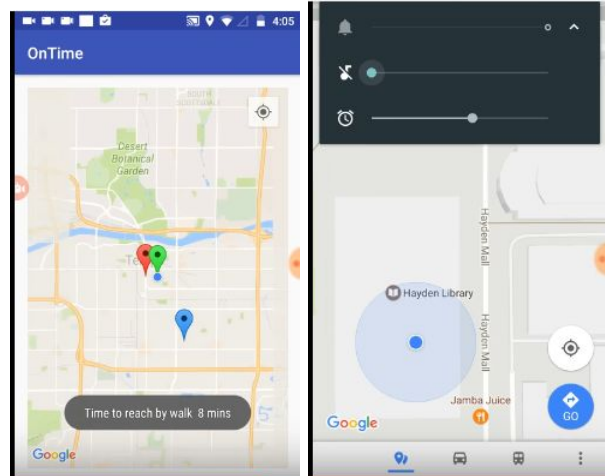 4:05
OnTime
SOUTH
SCOTTSDALE
Desert
Botanical
Garden
Te
Time to reach by walk 8 mins
Google
Hayden Mall
Hayden Library
Hayden Mall
Jamba Juice
GO
Google